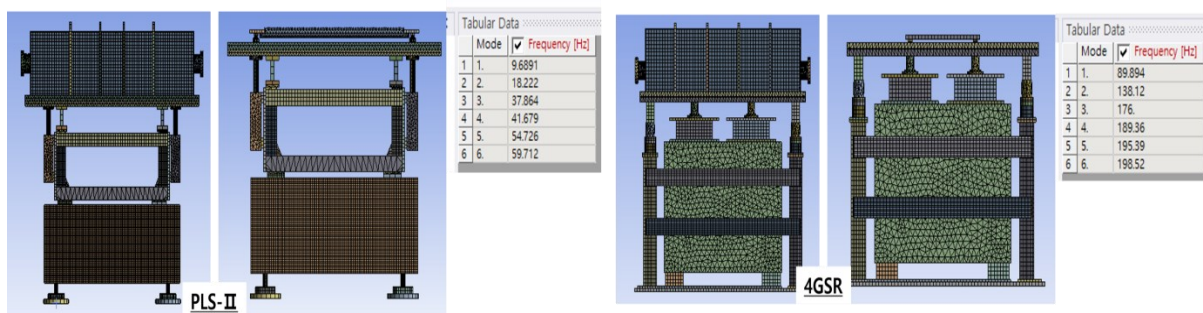 Tabular Data
Mode Frequency [Hz]
1 1. 9.6891
2 2. 18.222
3 3. 37.864
4 4. 41.679
5 5. 54.726
6 6. 59.712
PLS-II
Tabular Data
Mode Frequency [Hz]
1 1. 89.894
2 2. 138.12
3 3. 176.
4 4. 189.36
5 5. 195.39
6 6. 198.52
4GSR